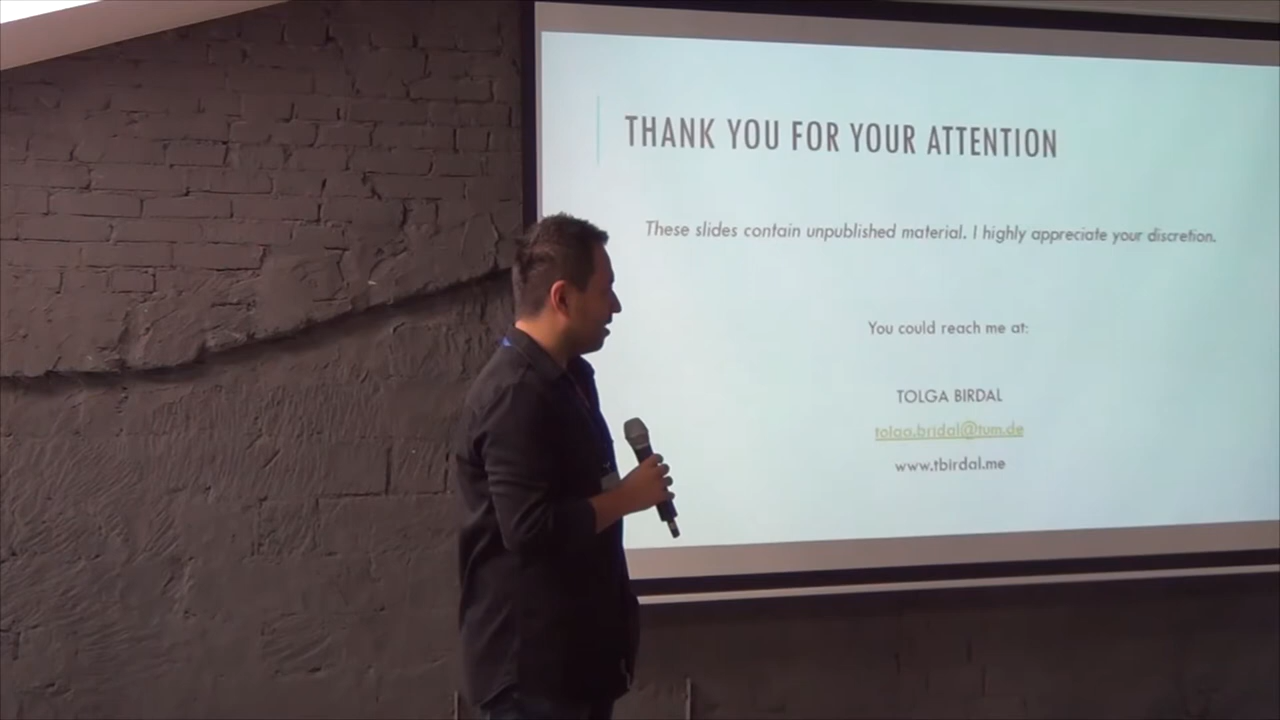 THANK YOU FOR YOUR ATTENTION
These slides contain unpublished material. I highly appreciate your discretion.
You could reach me at:
TOLGA BIRDAL
tolga.bridal@tum.de
www.tbirdal.me